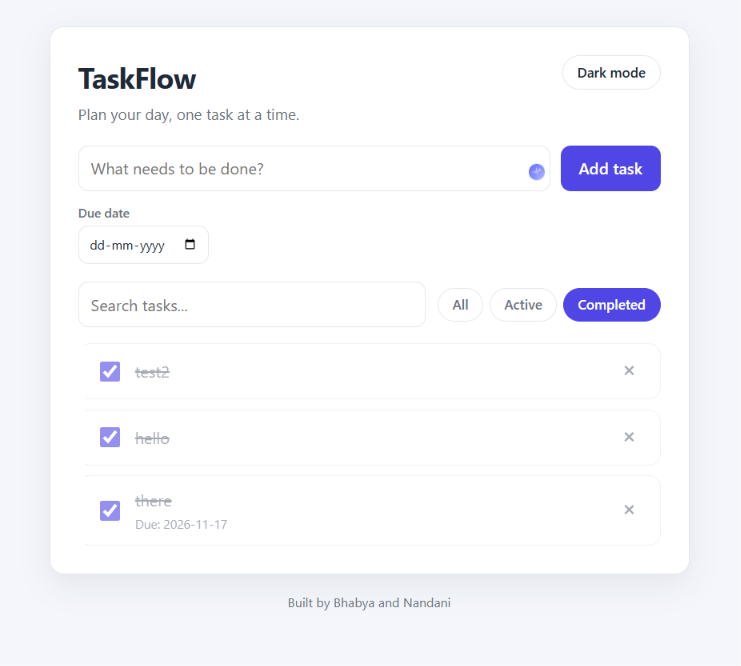 TaskFlow
Dark mode
Plan your day, one task at a time.
What needs to be done?
Add task
Due date
dd-mm-yyyy
Search tasks...
All
Active
Completed
test2
×
hello
×
there
Due: 2026-11-17
×
Built by Bhabya and Nandani